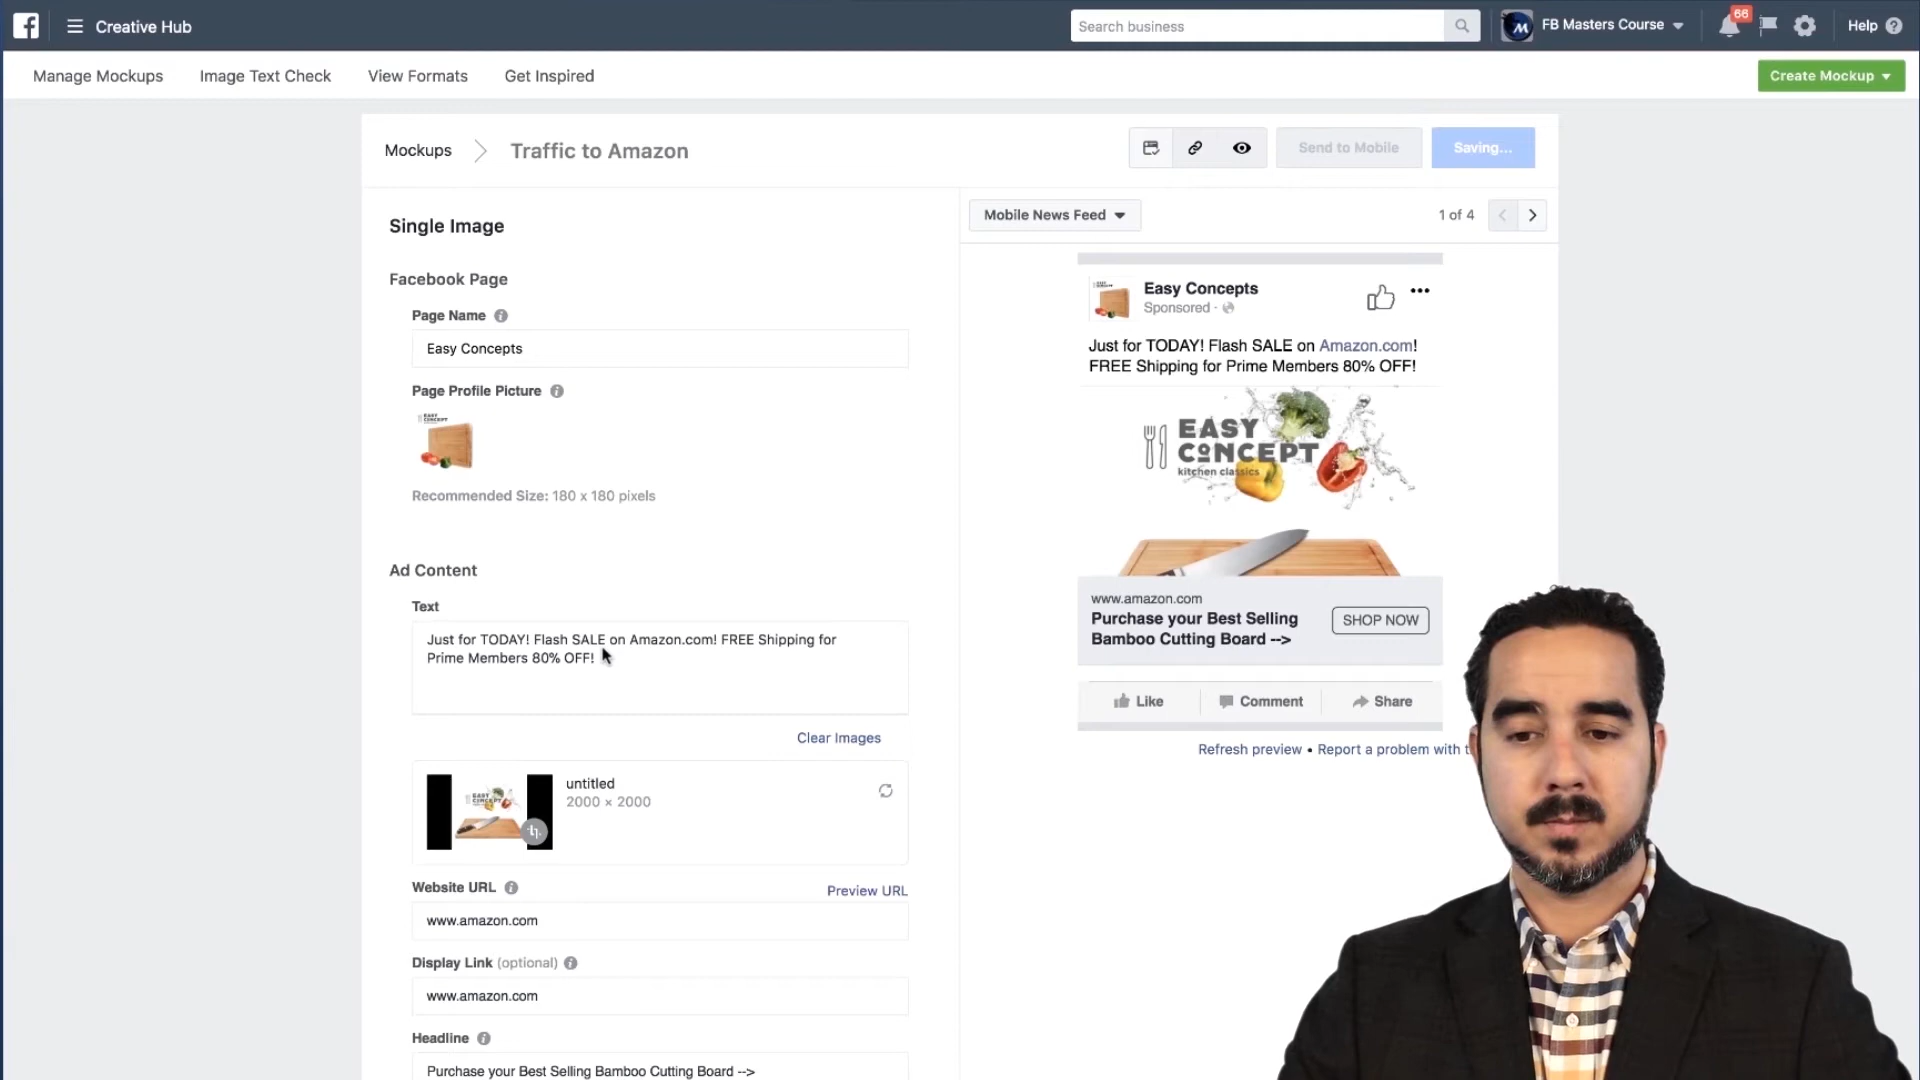 Creative Hub
Search business
FB Masters Course
66
Help
Manage Mockups
Image Text Check
View Formats
Get Inspired
Create Mockup
Mockups
Traffic to Amazon
Send to Mobile
Saving...
Single Image
Facebook Page
Page Name
Easy Concepts
Page Profile Picture
EASY
CONCEPT
Recommended Size: 180 x 180 pixels
Ad Content
Text
Just for TODAY! Flash SALE on Amazon.com! FREE Shipping for
Prime Members 80% OFF!
Clear Images
EASY
CONCEPT
untitled
2000 × 2000
Website URL
Preview URL
www.amazon.com
Display Link (optional)
www.amazon.com
Headline
Purchase your Best Selling Bamboo Cutting Board -->
Mobile News Feed
1 of 4
Easy Concepts
Sponsored ·
Just for TODAY! Flash SALE on Amazon.com!
FREE Shipping for Prime Members 80% OFF!
EASY
CONCEPT
kitchen classics
www.amazon.com
Purchase your Best Selling
Bamboo Cutting Board -->
SHOP NOW
Like
Comment
Share
Refresh preview • Report a problem with t